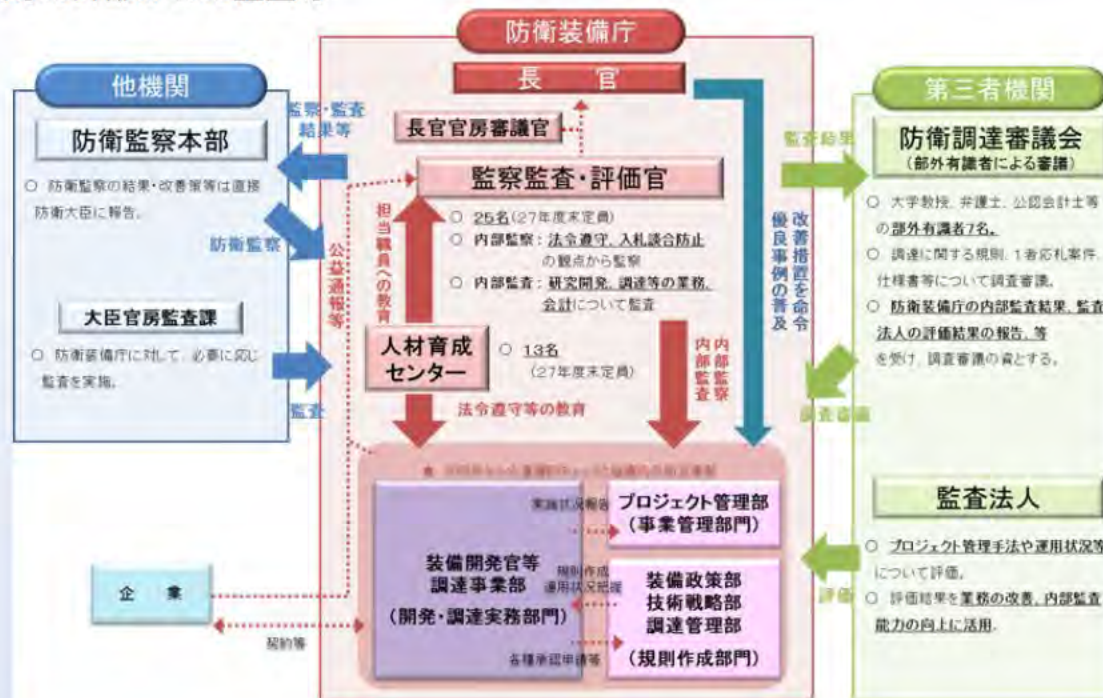 防衛装備庁
長 官
長官官房審議官
監察監査・評価官
○ 25名(27年度末定員)
○ 内部監察:法令遵守、入札談合防止
の観点から監察
○ 内部監査:研究開発、調達等の業務、
会計について監査
担当職員への教育
人材育成
センター
○ 13名
(27年度末定員)
法令遵守等の教育
内部監察
内部監査
改善措置を命令
優良事例の普及
公益通報等
他機関
防衛監察本部
○ 防衛監察の結果・改善策等は直接
防衛大臣に報告。
監察・監査
結果等
防衛監察
大臣官房監査課
○ 防衛装備庁に対して、必要に応じ
監査を実施。
監査
第三者機関
監査結果
防衛調達審議会
(部外有識者による審議)
○ 大学教授、弁護士、公認会計士等
の部外有識者7名。
○ 調達に関する規則、1者応札案件、
仕様書等について調査審議。
○ 防衛装備庁の内部監査結果、監査
法人の評価結果の報告、等
を受け、調査審議の資とする。
調査審議
監査法人
○ プロジェクト管理手法や運用状況等
について評価。
○ 評価結果を業務の改善、内部監査
能力の向上に活用。
評価
装備開発官等
調達事業部
(開発・調達実務部門)
実施状況報告
プロジェクト管理部
(事業管理部門)
規則作成
運用状況把握
装備政策部
技術戦略部
調達管理部
(規則作成部門)
各種承認申請等
企 業
契約等